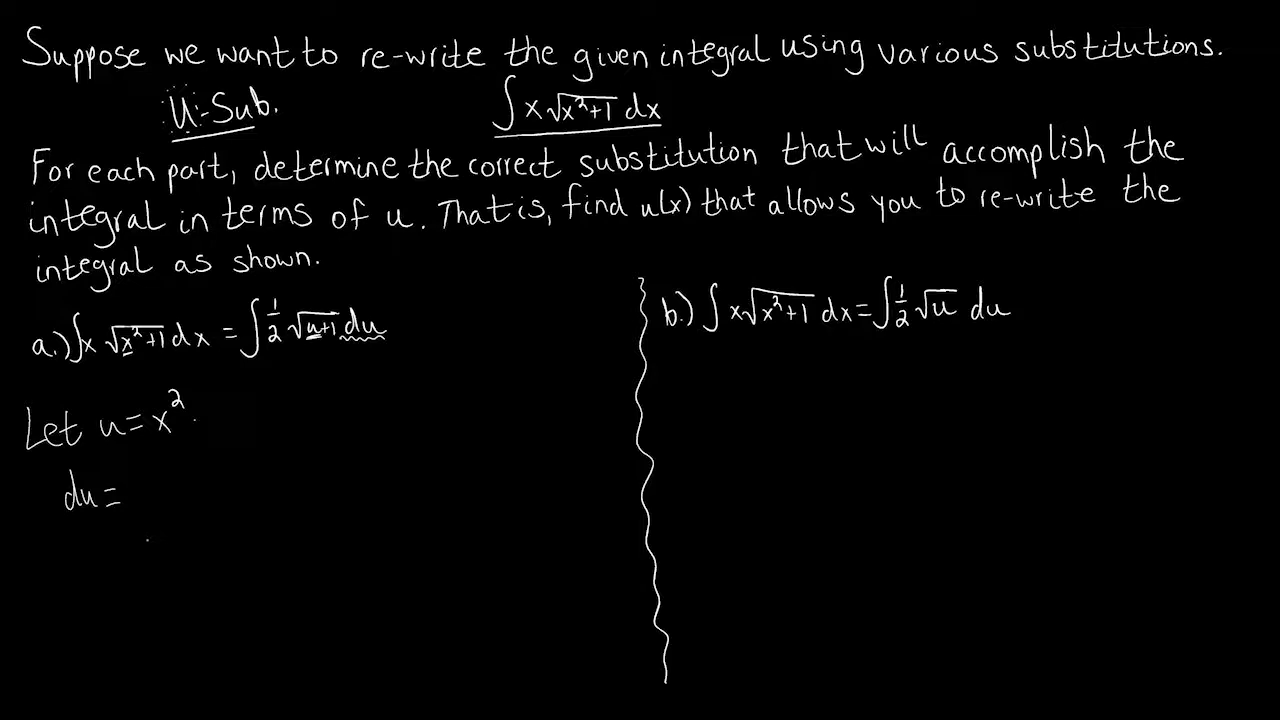 Suppose we want to re-write the given integral using various substitutions.
U-Sub. ∫x√(x²+1) dx
For each part, determine the correct substitution that will accomplish the
integral in terms of u. That is, find u(x) that allows you to re-write the
integral as shown.
a.) ∫x√(x²+1) dx = ∫½√(u+1) du
Let u=x²
du=
b.) ∫x√(x²+1) dx = ∫½√u du